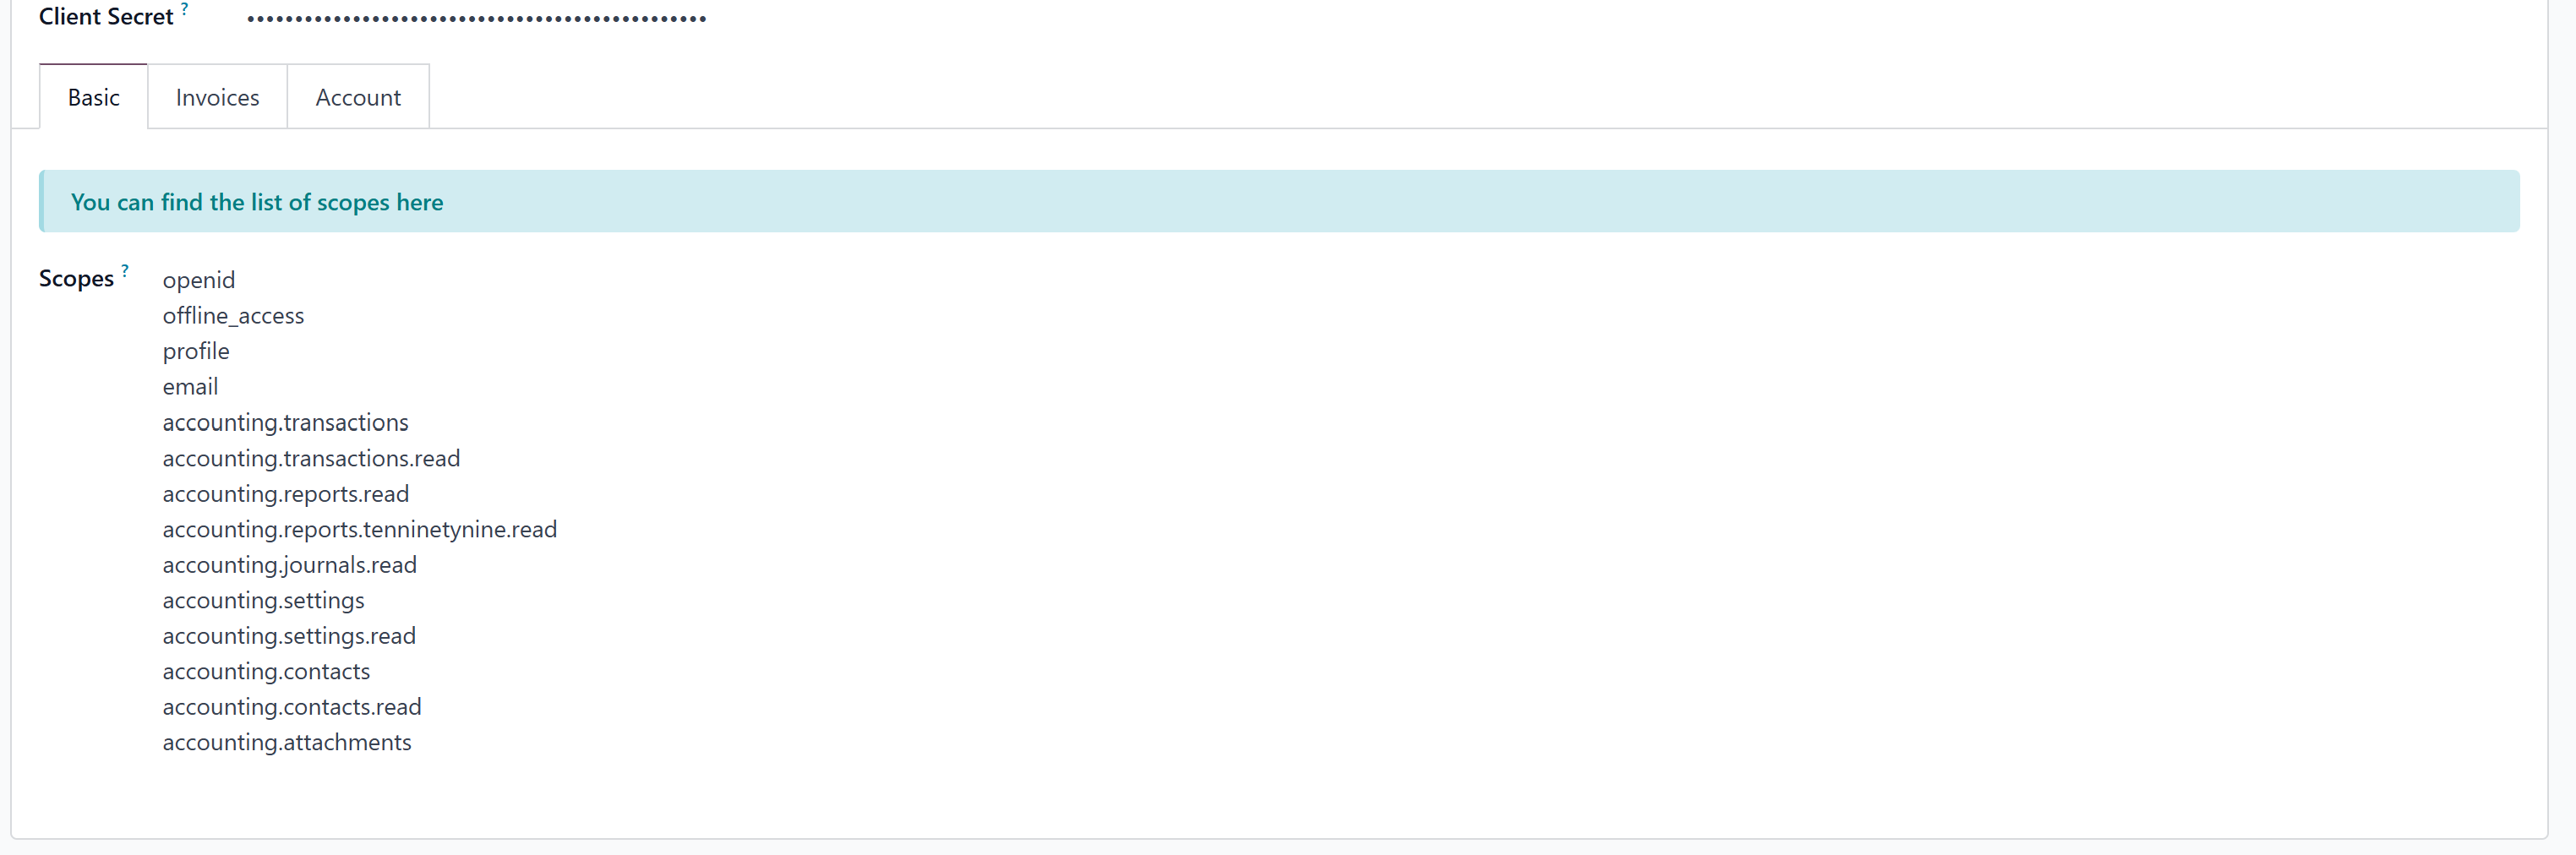 Client Secret ? ••••••••••••••••••••••••••••••••••••••••••••••••
Basic Invoices Account
You can find the list of scopes here
Scopes ? openid
offline_access
profile
email
accounting.transactions
accounting.transactions.read
accounting.reports.read
accounting.reports.tenninetynine.read
accounting.journals.read
accounting.settings
accounting.settings.read
accounting.contacts
accounting.contacts.read
accounting.attachments